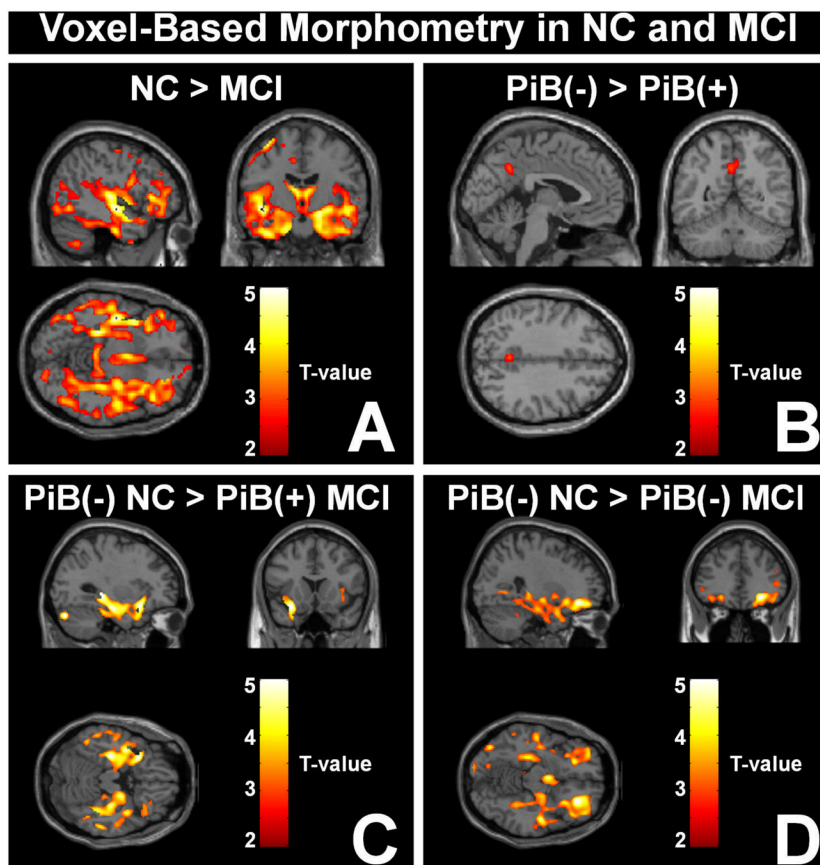 Voxel-Based Morphometry in NC and MCI
NC > MCI
5
4
3
2
T-value
A
PiB(-) > PiB(+)
5
4
3
2
T-value
B
PiB(-) NC > PiB(+) MCI
5
4
3
2
T-value
C
PiB(-) NC > PiB(-) MCI
5
4
3
2
T-value
D